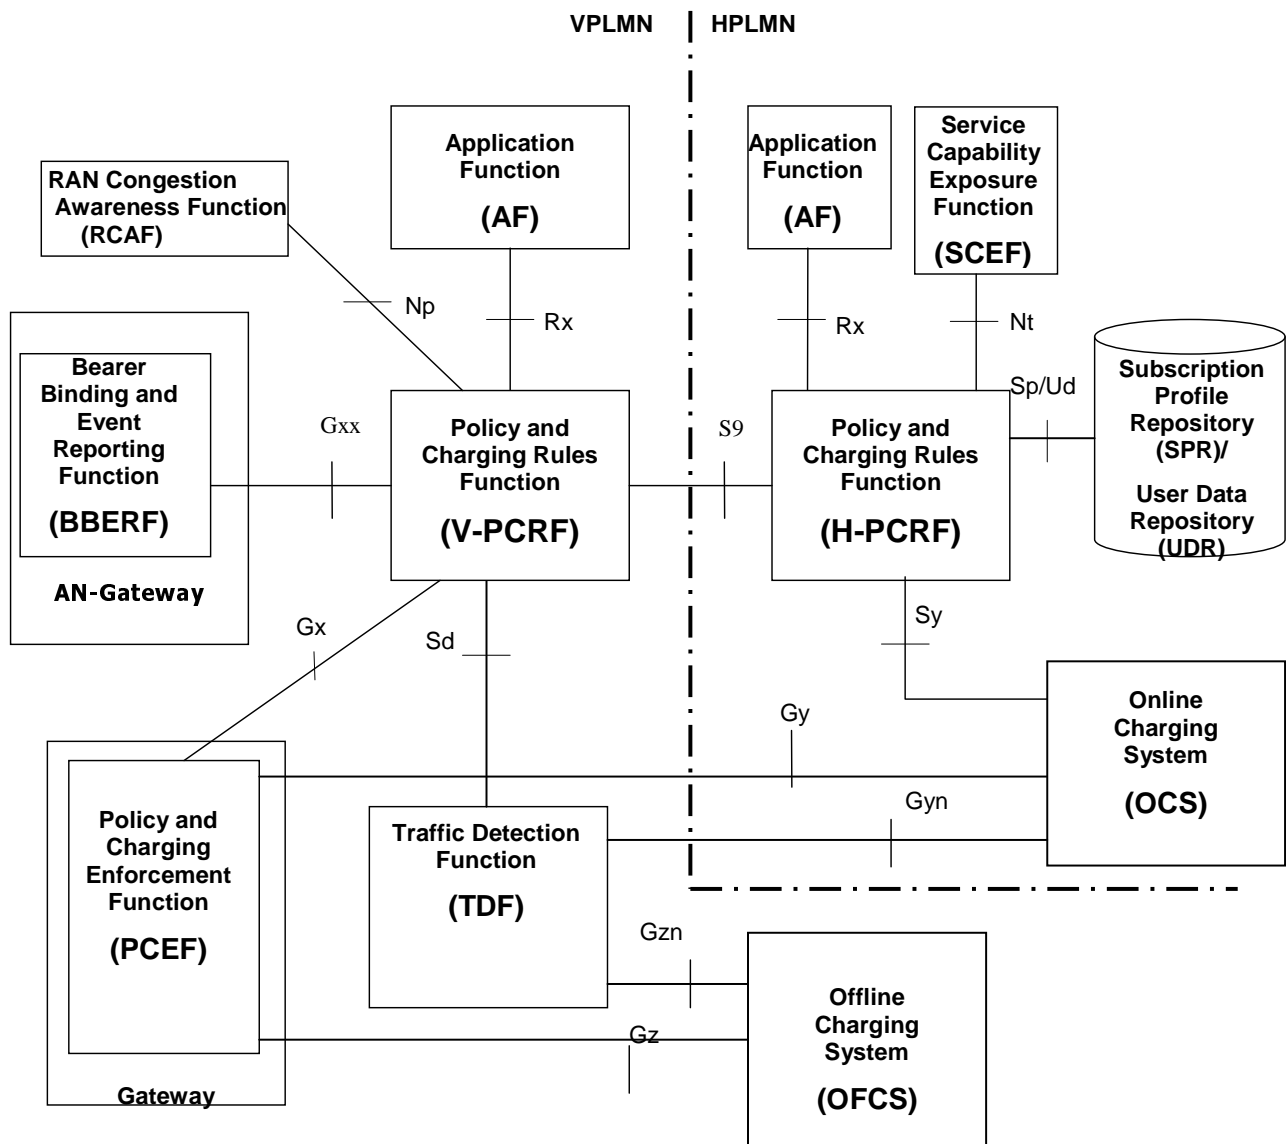 VPLMN
HPLMN
RAN Congestion
Awareness Function
(RCAF)
Application
Function
(AF)
Application
Function
(AF)
Service
Capability
Exposure
Function
(SCEF)
Np
Rx
Rx
Nt
Sp/Ud
Bearer
Binding and
Event
Reporting
Function
(BBERF)
AN-Gateway
Gxx
Policy and
Charging Rules
Function
(V-PCRF)
S9
Policy and
Charging Rules
Function
(H-PCRF)
Subscription
Profile
Repository
(SPR)/
User Data
Repository
(UDR)
Gx
Sd
Sy
Gy
Gyn
Online
Charging
System
(OCS)
Policy and
Charging
Enforcement
Function
(PCEF)
Gateway
Traffic Detection
Function
(TDF)
Gzn
Gz
Offline
Charging
System
(OFCS)